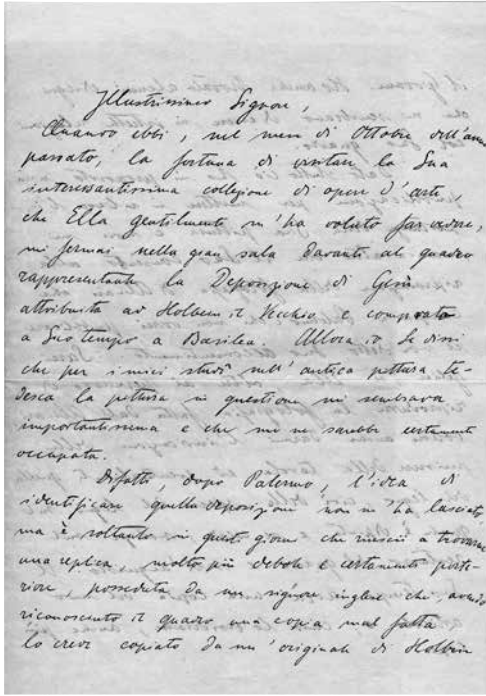 Illustrissimo Signore,
Quando ebbi, nel mese di Ottobre dell'anno
passato, la fortuna di visitare la Sua
interessantissima collezione di opere d'arte,
che Ella gentilmente m'ha voluto far vedere,
mi fermai nella gran sala davanti al quadro
rappresentante la Deposizione di Gesù
attribuita ad Holbein il Vecchio e comprato
a Suo tempo a Basilea. Allora io Le dissi
che per i miei studî sull'antica pittura te-
desca la pittura in questione mi sembrava
importantissima e che me ne sarebbe certamente
occupata.
Difatti, dopo Palermo, l'idea di
identificare quella deposizione non m'ha lasciato,
ma è soltanto in questi giorni che riuscii a trovarne
una replica, molto più debole e certamente poste-
riore posseduta da un signore inglese che, avendo
riconosciuto il quadro una copia mal fatta
lo crede copiato da un'originale di Holbein